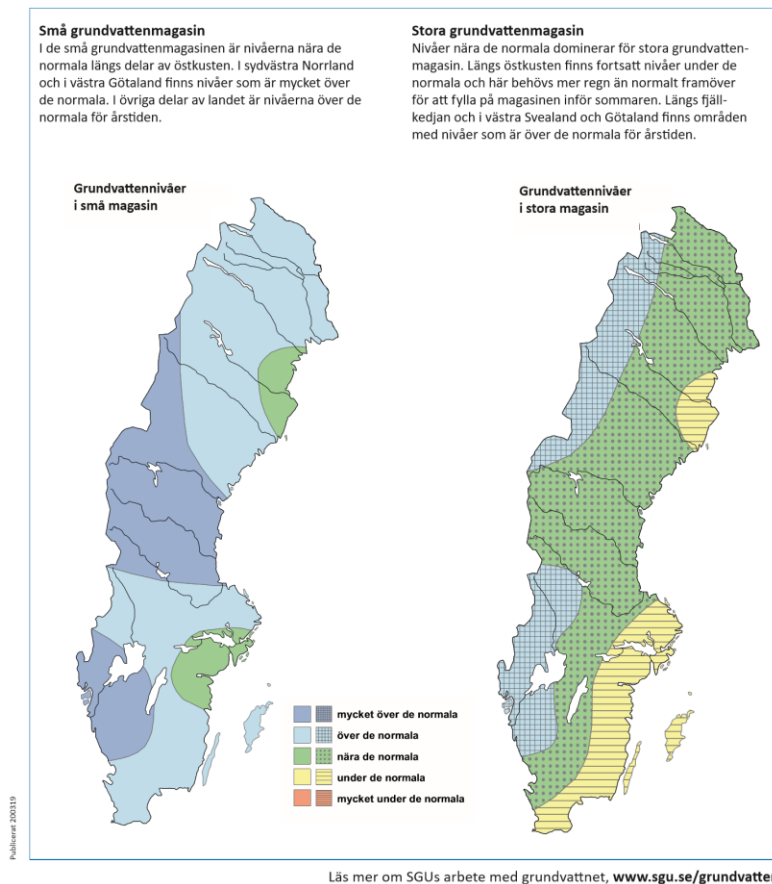 Små grundvattenmagasin
I de små grundvattenmagasinen är nivåerna nära de
normala längs delar av östkusten. I sydvästra Norrland
och i västra Götaland finns nivåer som är mycket över
de normala. I övriga delar av landet är nivåerna över de
normala för årstiden.
Stora grundvattenmagasin
Nivåer nära de normala dominerar för stora grundvatten-
magasin. Längs östkusten finns fortsatt nivåer under de
normala och här behövs mer regn än normalt framöver
för att fylla på magasinen inför sommaren. Längs fjäll-
kedjan och i västra Svealand och Götaland finns områden
med nivåer som är över de normala för årstiden.
Grundvattennivåer
i små magasin
Grundvattennivåer
i stora magasin
mycket över de normala
över de normala
nära de normala
under de normala
mycket under de normala
Publicerat 200319
Läs mer om SGUs arbete med grundvattnet, www.sgu.se/grundvatten